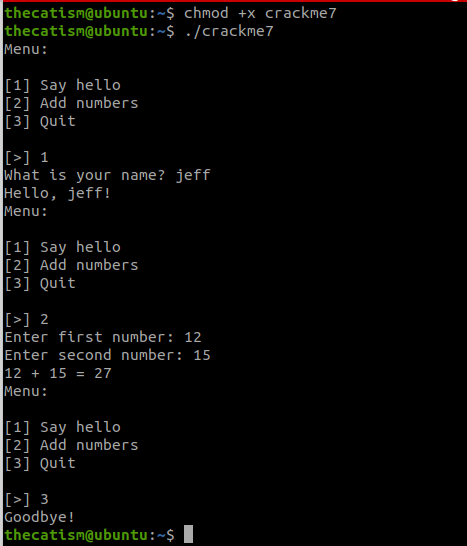 thecatism@ubuntu:~$ chmod +x crackme7
thecatism@ubuntu:~$ ./crackme7
Menu:
[1] Say hello
[2] Add numbers
[3] Quit
[>] 1
What is your name? jeff
Hello, jeff!
Menu:
[1] Say hello
[2] Add numbers
[3] Quit
[>] 2
Enter first number: 12
Enter second number: 15
12 + 15 = 27
Menu:
[1] Say hello
[2] Add numbers
[3] Quit
[>] 3
Goodbye!
thecatism@ubuntu:~$